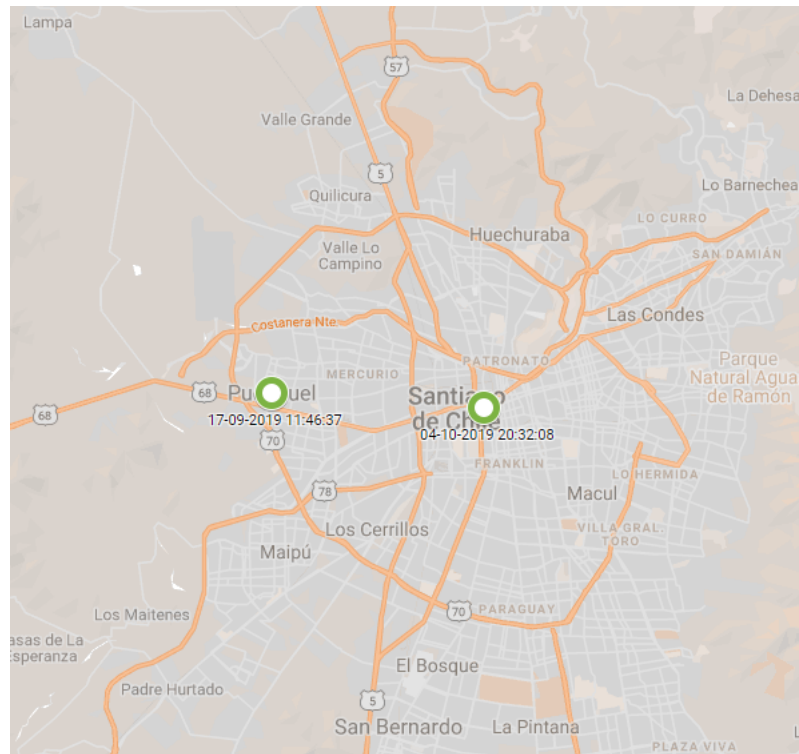 Lampa
57
La Dehesa
Valle Grande
5
Quilicura
Lo Barnechea
LO CURRO
Huechuraba
Valle Lo
Campino
SAN DAMIÁN
Costanera Nte
Las Condes
PATRONATO
MERCURIO
Parque
Natural Agua
de Ramón
68
68
Santiago
de Chile
17-09-2019 11:46:37
04-10-2019 20:32:08
70
FRANKLIN
LO HERMIDA
78
Macul
Los Cerrillos
VILLA GRAL.
TORO
Maipú
70
PARAGUAY
Los Maitenes
asas de La
Esperanza
El Bosque
Padre Hurtado
5
San Bernardo
La Pintana
PLAZA VIVA